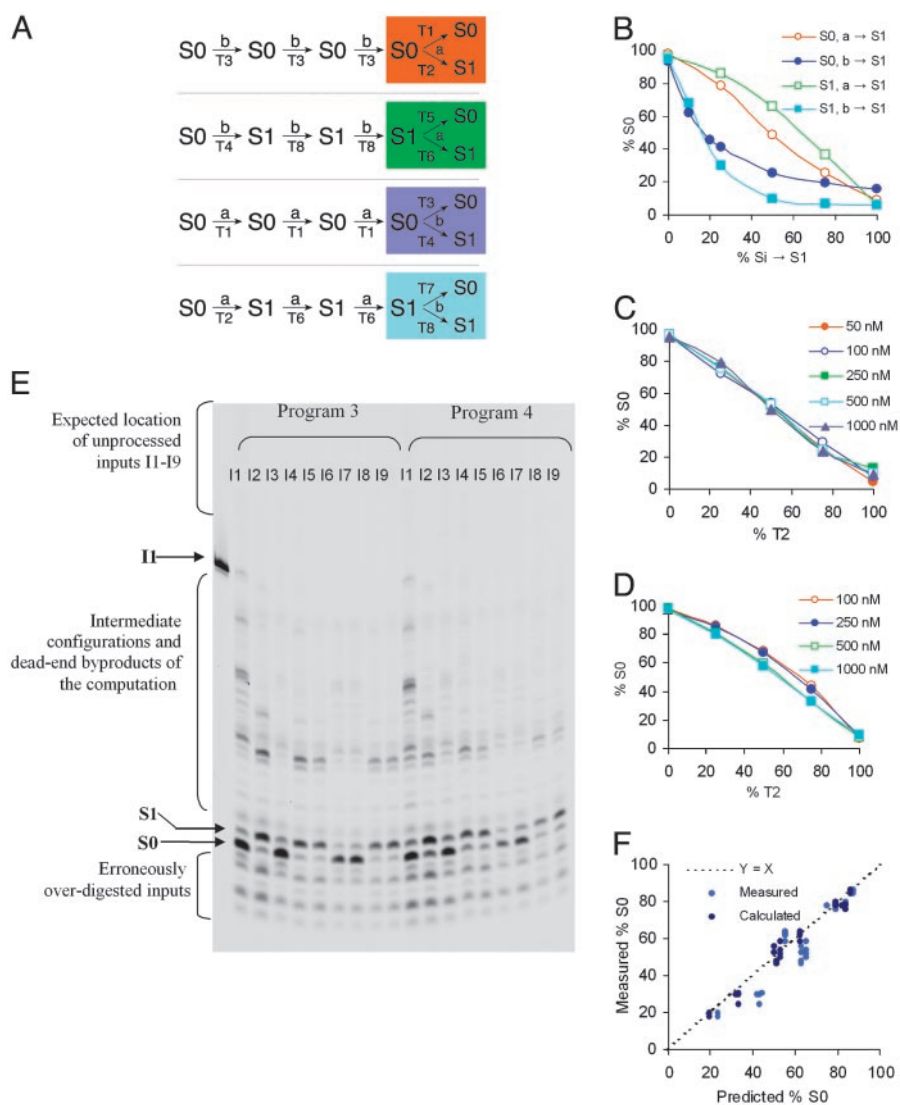 A
S0 b T3 S0 b T3 S0 b T3 S0 T1 S0 a T2 S1
S0 b T4 S1 b T8 S1 b T8 S1 T5 S0 a T6 S1
S0 a T1 S0 a T1 S0 a T1 S0 T3 S0 b T4 S1
S0 a T2 S1 a T6 S1 a T6 S1 T7 S0 b T8 S1
B
S0, a → S1
S0, b → S1
S1, a → S1
S1, b → S1
% S0
100
80
60
40
20
0
0 20 40 60 80 100
% Si → S1
C
50 nM
100 nM
250 nM
500 nM
1000 nM
% S0
100
80
60
40
20
0
0 20 40 60 80 100
% T2
D
100 nM
250 nM
500 nM
1000 nM
% S0
100
80
60
40
20
0
0 20 40 60 80 100
% T2
E
Program 3 Program 4
Expected location
of unprocessed
inputs I1-I9
I1 I2 I3 I4 I5 I6 I7 I8 I9 I1 I2 I3 I4 I5 I6 I7 I8 I9
I1
Intermediate
configurations and
dead-end byproducts of
the computation
S1
S0
Erroneously
over-digested inputs
F
Y = X
Measured
Calculated
Measured % S0
100
80
60
40
20
0
0 20 40 60 80 100
Predicted % S0